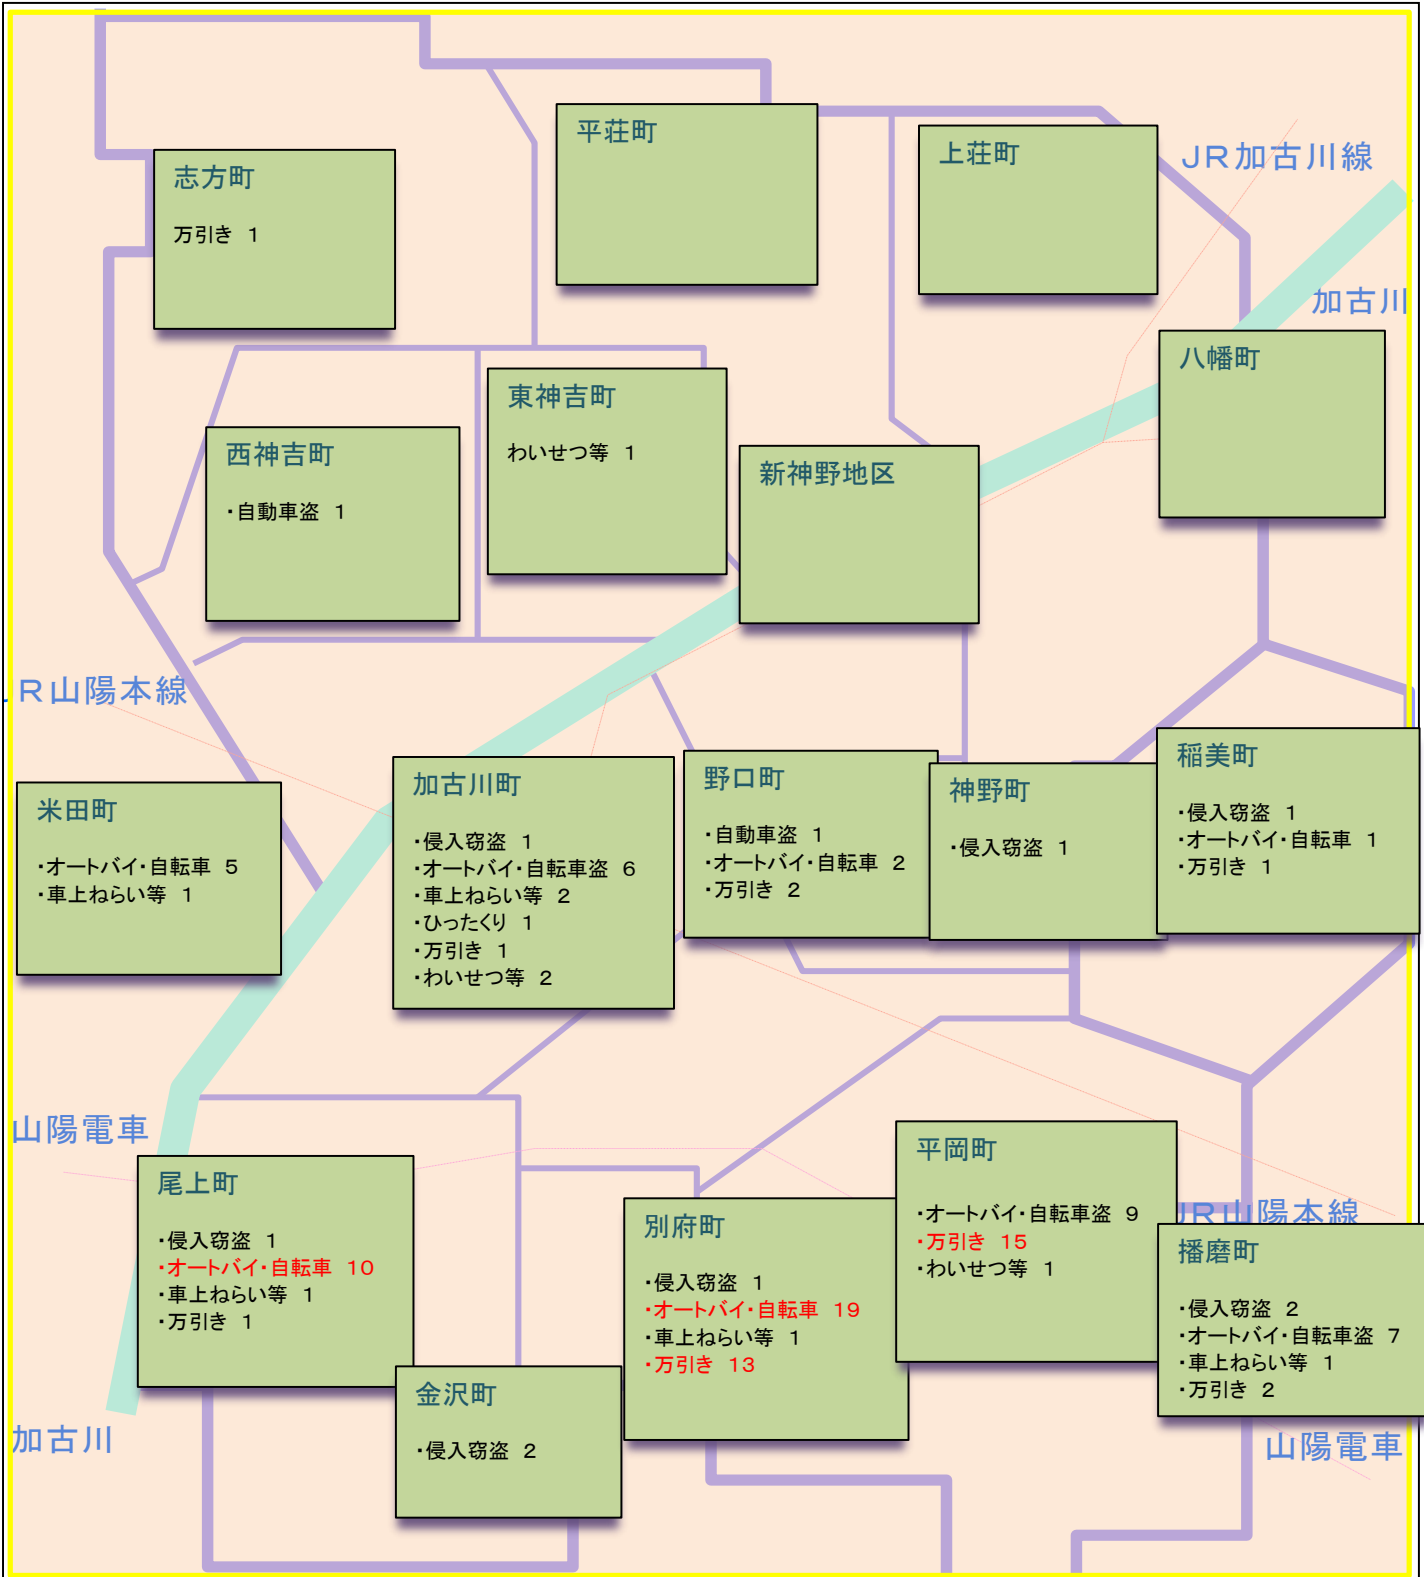 平荘町
上荘町
JR加古川線
志方町
万引き 1
加古川
八幡町
東神吉町
わいせつ等 1
西神吉町
・自動車盗 1
新神野地区
JR山陽本線
米田町
・オートバイ・自転車 5
・車上ねらい等 1
加古川町
・侵入窃盗 1
・オートバイ・自転車盗 6
・車上ねらい等 2
・ひったくり 1
・万引き 1
・わいせつ等 2
野口町
・自動車盗 1
・オートバイ・自転車 2
・万引き 2
神野町
・侵入窃盗 1
稲美町
・侵入窃盗 1
・オートバイ・自転車 1
・万引き 1
山陽電車
尾上町
・侵入窃盗 1
・オートバイ・自転車 10
・車上ねらい等 1
・万引き 1
金沢町
・侵入窃盗 2
別府町
・侵入窃盗 1
・オートバイ・自転車 19
・車上ねらい等 1
・万引き 13
平岡町
・オートバイ・自転車盗 9
・万引き 15
・わいせつ等 1
JR山陽本線
播磨町
・侵入窃盗 2
・オートバイ・自転車盗 7
・車上ねらい等 1
・万引き 2
加古川
山陽電車